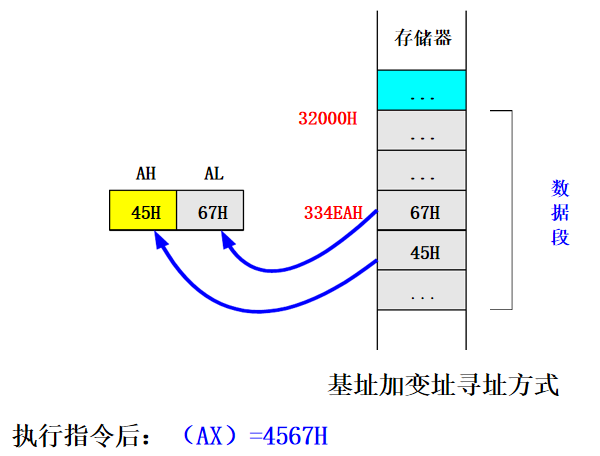 存储器
...
32000H
...
...
AH AL
45H 67H
334EAH
67H
45H
...
数据段
基址加变址寻址方式
执行指令后：（AX）=4567H